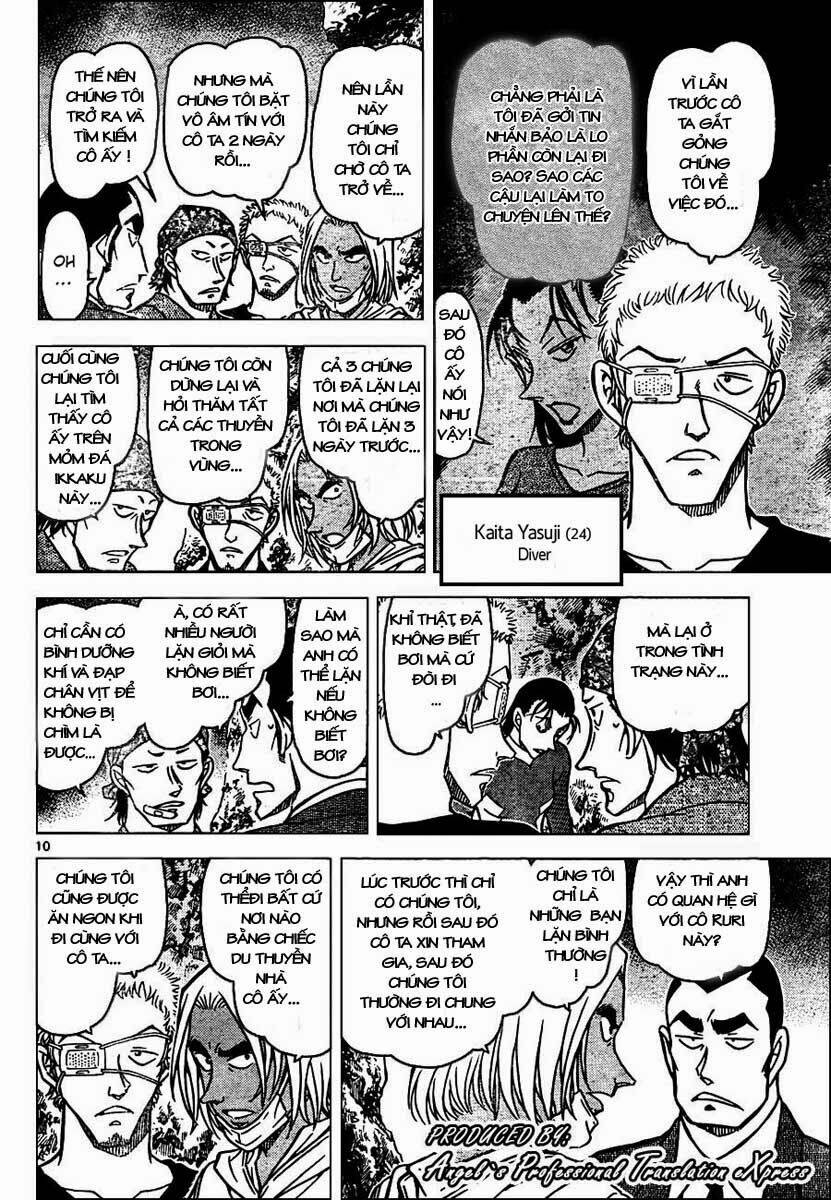 VÌ LẦN
TRƯỚC CÔ
TA GẮT
GỎNG
CHÚNG
TÔI VỀ
VIỆC ĐÓ...
CHẲNG PHẢI LÀ
TÔI ĐÃ GỞI TIN
NHẮN BẢO LÀ LO
PHẦN CÒN LẠI ĐI
SAO? SAO CÁC
CẬU LẠI LÀM TO
CHUYỆN LÊN THẾ?
SAU
ĐÓ CÔ
ẤY NÓI
NHƯ
VẬY!
Kaita Yasuji (24)
Diver
NÊN LẦN
NÀY
CHÚNG
TÔI CHỈ
CHỜ CÔ TA
TRỞ VỀ...
NHƯNG MÀ
CHÚNG TÔI BẶT
VÔ ÂM TÍN VỚI
CÔ TA 2 NGÀY
RỒI...
THẾ NÊN
CHÚNG TÔI
TRỞ RA VÀ
TÌM KIẾM
CÔ ẤY !
OH
...
CẢ 3 CHÚNG
TÔI ĐÃ LẶN LẠI
NƠI MÀ CHÚNG
TÔI ĐÃ LẶN 3
NGÀY TRƯỚC...
CHÚNG TÔI CÒN
DỪNG LẠI VÀ
HỎI THĂM TẤT
CẢ CÁC THUYỀN
TRONG
VÙNG...
CUỐI CÙNG
CHÚNG TÔI
LẠI TÌM
THẤY CÔ
ẤY TRÊN
MỎM ĐÁ
IKKAKU
NÀY...
MÀ LẠI Ở
TRONG TÌNH
TRẠNG NÀY...
KHỈ THẬT, ĐÃ
KHÔNG BIẾT
BƠI MÀ CỨ
ĐÒI ĐI
...
LÀM
SAO MÀ
ANH CÓ
THỂ LẶN
NẾU
KHÔNG
BIẾT
BƠI?
À, CÓ RẤT
NHIỀU NGƯỜI
LẶN GIỎI MÀ
KHÔNG BIẾT
BƠI...
CHỈ CẦN CÓ
BÌNH DƯỠNG
KHÍ VÀ ĐẠP
CHÂN VỊT ĐỂ
KHÔNG BỊ
CHÌM LÀ
ĐƯỢC...
10
VẬY THÌ ANH
CÓ QUAN HỆ GÌ
VỚI CÔ RURI
NÀY?
CHÚNG TÔI
CHỈ LÀ
NHỮNG BẠN
LẶN BÌNH
THƯỜNG
!
LÚC TRƯỚC THÌ CHỈ
CÓ CHÚNG TÔI,
NHƯNG RỒI SAU ĐÓ
CÔ TA XIN THAM
GIA, SAU ĐÓ
CHÚNG TÔI
THƯỜNG ĐI CHUNG
VỚI NHAU...
CHÚNG TÔI CÓ
THỂĐI BẤT CỨ
NƠI NÀO
BẰNG CHIẾC
DU THUYỀN
NHÀ
CÔ ẤY...
CHÚNG TÔI
CŨNG ĐƯỢC
ĂN NGON KHI
ĐI CÙNG VỚI
CÔ TA...
PRODUCED BY:
Angel`s Professional Translation eXpress